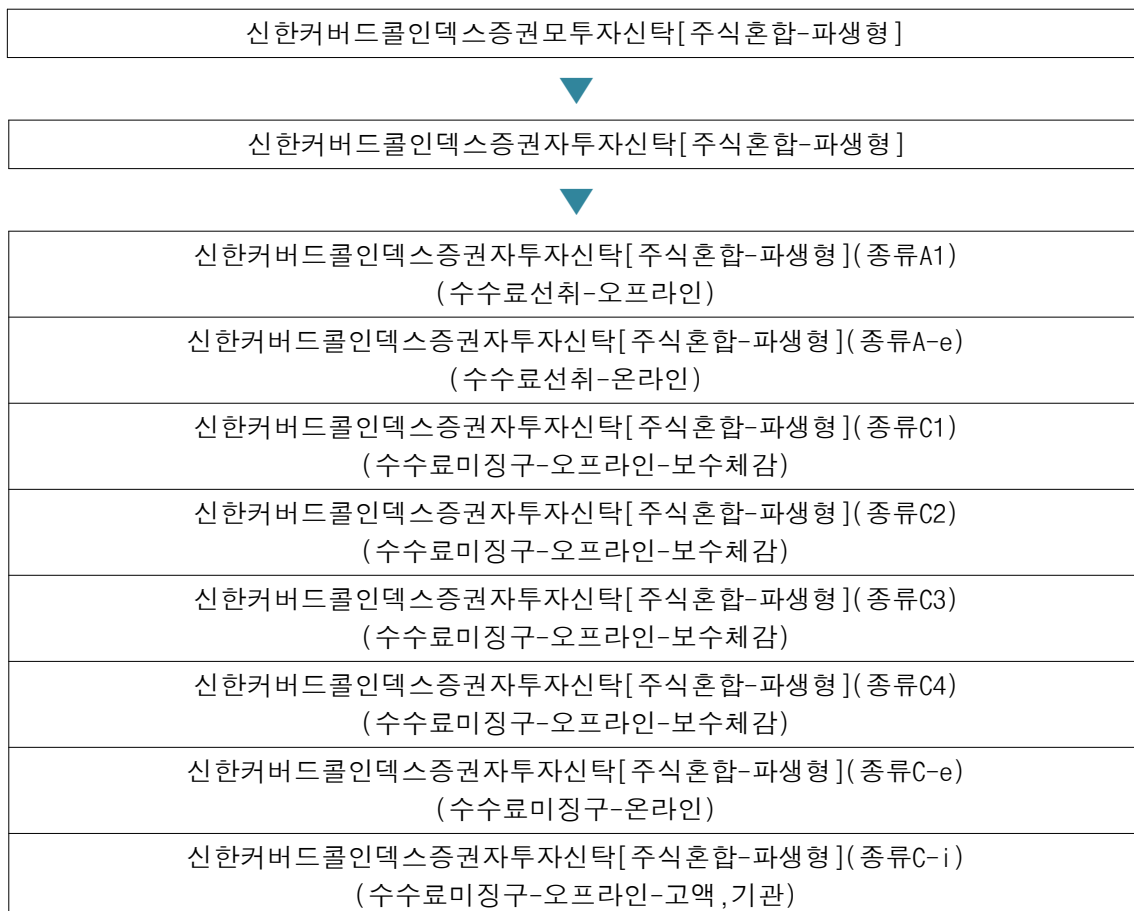 신한커버드콜인덱스증권모투자신탁[주식혼합-파생형]
신한커버드콜인덱스증권자투자신탁[주식혼합-파생형]
신한커버드콜인덱스증권자투자신탁[주식혼합-파생형](종류A1)
(수수료선취-오프라인)
신한커버드콜인덱스증권자투자신탁[주식혼합-파생형](종류A-e)
(수수료선취-온라인)
신한커버드콜인덱스증권자투자신탁[주식혼합-파생형](종류C1)
(수수료미징구-오프라인-보수체감)
신한커버드콜인덱스증권자투자신탁[주식혼합-파생형](종류C2)
(수수료미징구-오프라인-보수체감)
신한커버드콜인덱스증권자투자신탁[주식혼합-파생형](종류C3)
(수수료미징구-오프라인-보수체감)
신한커버드콜인덱스증권자투자신탁[주식혼합-파생형](종류C4)
(수수료미징구-오프라인-보수체감)
신한커버드콜인덱스증권자투자신탁[주식혼합-파생형](종류C-e)
(수수료미징구-온라인)
신한커버드콜인덱스증권자투자신탁[주식혼합-파생형](종류C-i)
(수수료미징구-오프라인-고액,기관)